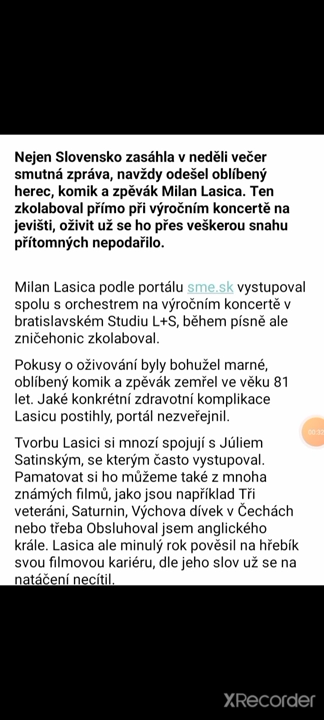 Nejen Slovensko zasáhla v neděli večer
smutná zpráva, navždy odešel oblíbený
herec, komik a zpěvák Milan Lasica. Ten
zkolaboval přímo při výročním koncertě na
jevišti, oživit už se ho přes veškerou snahu
přítomných nepodařilo.
Milan Lasica podle portálu sme.sk vystupoval
spolu s orchestrem na výročním koncertě v
bratislavském Studiu L+S, během písně ale
zničehonic zkolaboval.
Pokusy o oživování byly bohužel marné,
oblíbený komik a zpěvák zemřel ve věku 81
let. Jaké konkrétní zdravotní komplikace
Lasicu postihly, portál nezveřejnil.
Tvorbu Lasici si mnozí spojují s Júliem
Satinským, se kterým často vystupoval.
Pamatovat si ho můžeme také z mnoha
známých filmů, jako jsou například Tři
veteráni, Saturnin, Výchova dívek v Čechách
nebo třeba Obsluhoval jsem anglického
krále. Lasica ale minulý rok pověsil na hřebík
svou filmovou kariéru, dle jeho slov už se na
natáčení necítil.
XRecorder